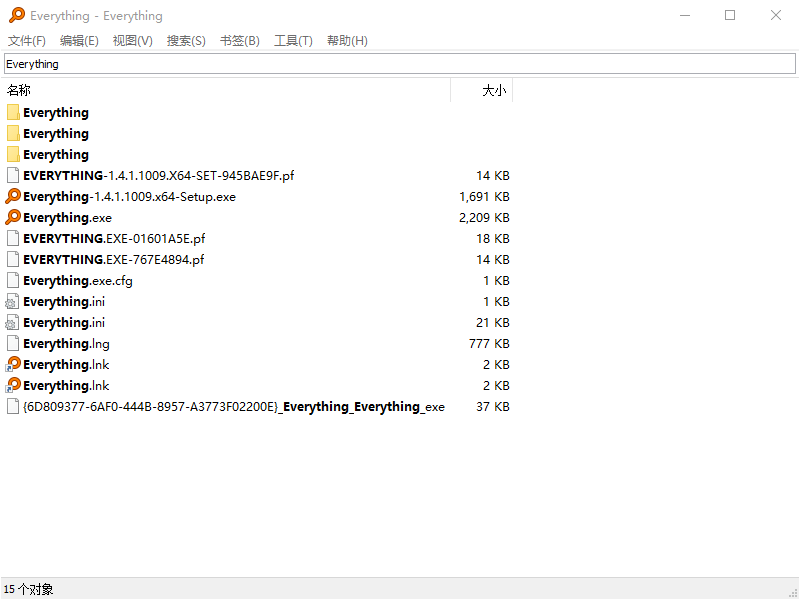 Everything - Everything
文件(F) 编辑(E) 视图(V) 搜索(S) 书签(B) 工具(T) 帮助(H)
Everything
名称 大小
Everything
Everything
Everything
EVERYTHING-1.4.1.1009.X64-SET-945BAE9F.pf 14 KB
Everything-1.4.1.1009.x64-Setup.exe 1,691 KB
Everything.exe 2,209 KB
EVERYTHING.EXE-01601A5E.pf 18 KB
EVERYTHING.EXE-767E4894.pf 14 KB
Everything.exe.cfg 1 KB
Everything.ini 1 KB
Everything.ini 21 KB
Everything.lng 777 KB
Everything.lnk 2 KB
Everything.lnk 2 KB
{6D809377-6AF0-444B-8957-A3773F02200E}_Everything_Everything_exe 37 KB
15 个对象